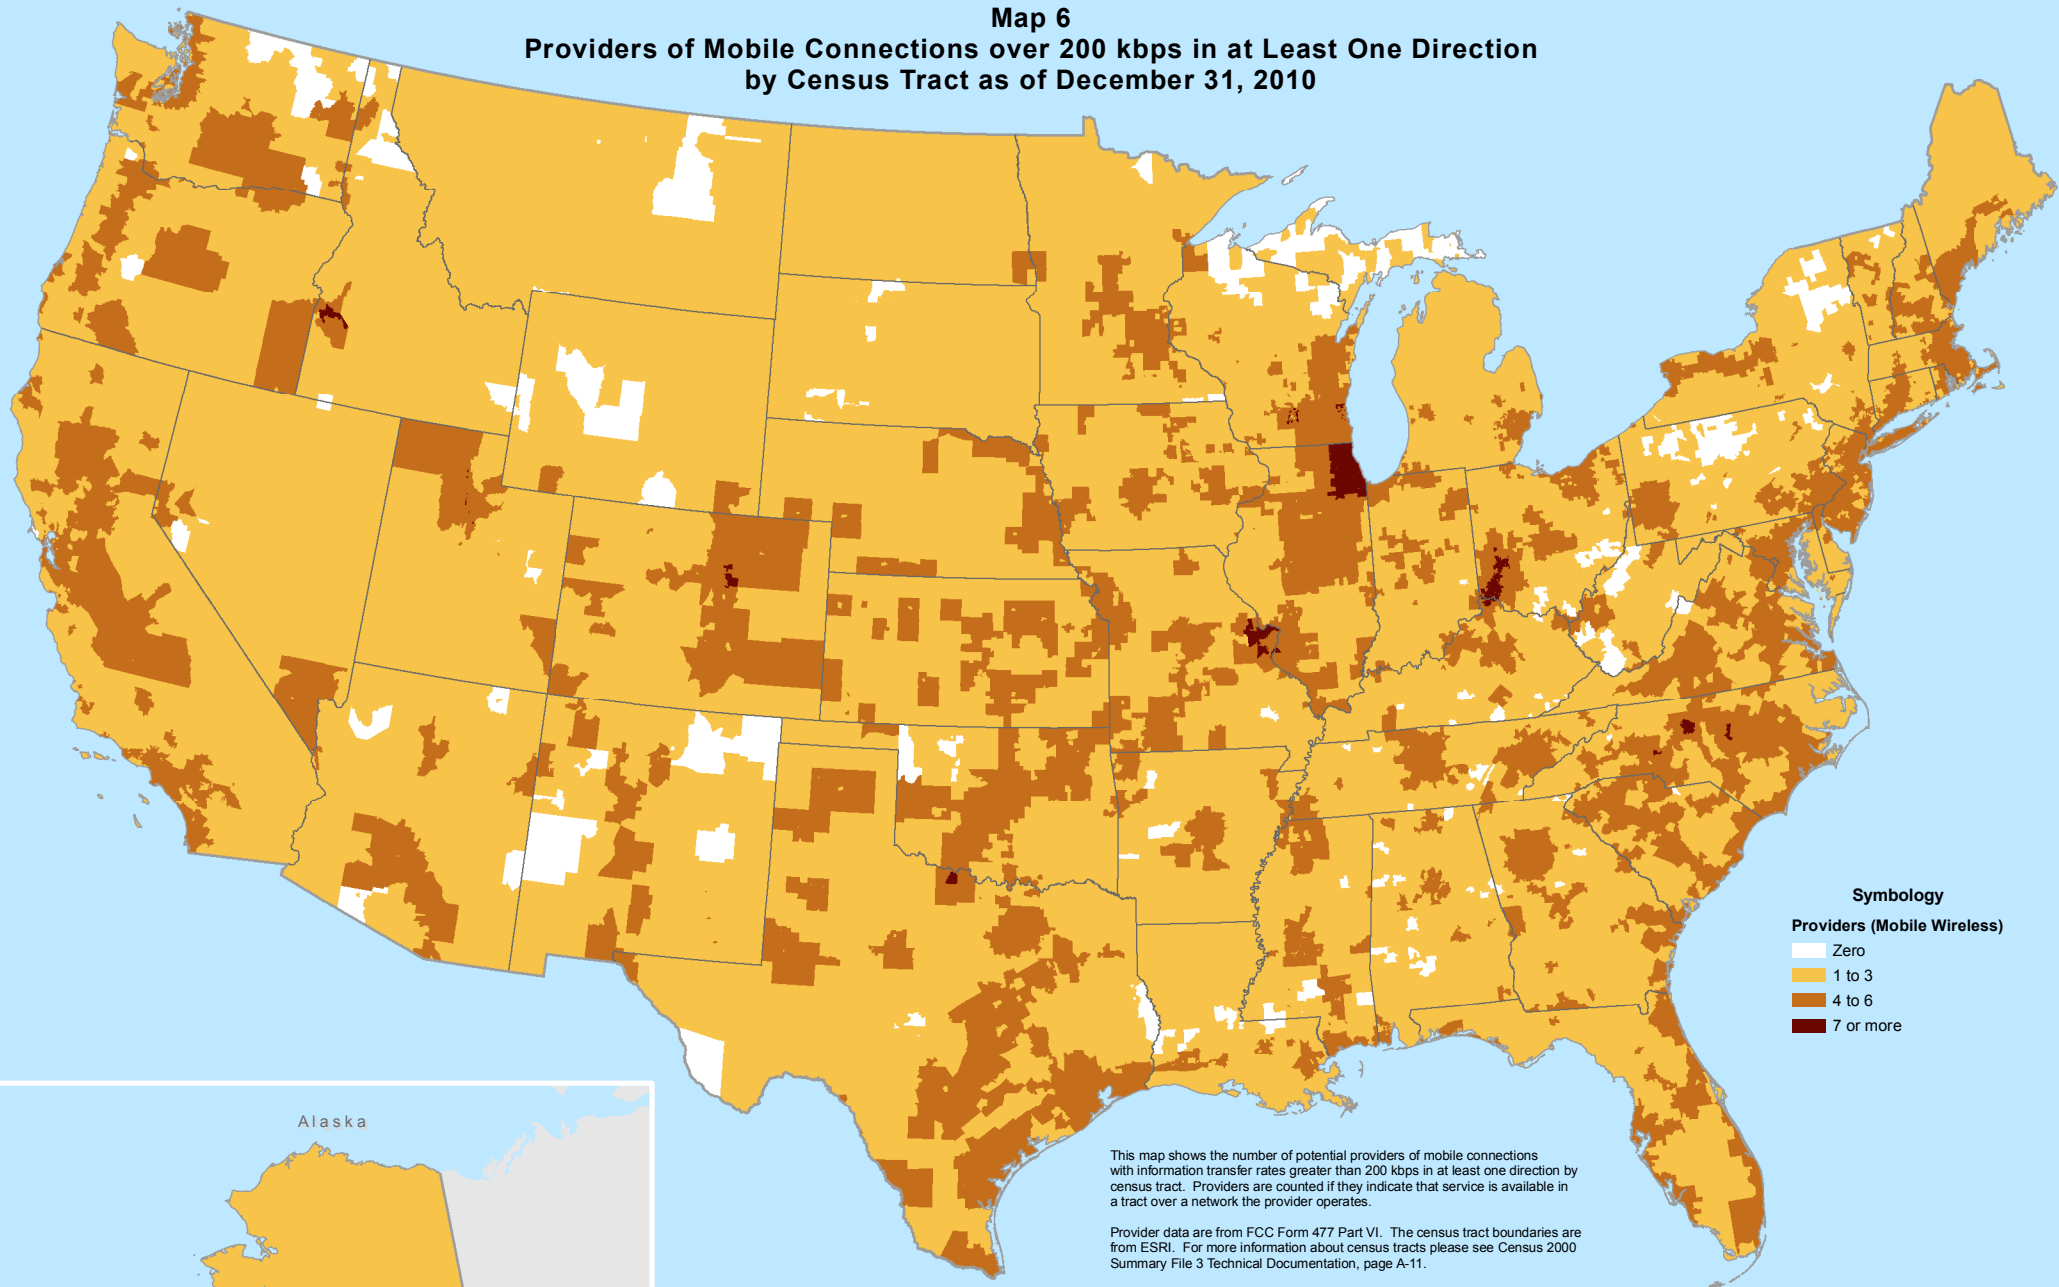 Map 6
Providers of Mobile Connections over 200 kbps in at Least One Direction
by Census Tract as of December 31, 2010
Symbology
Providers (Mobile Wireless)
Zero
1 to 3
4 to 6
7 or more
Alaska
This map shows the number of potential providers of mobile connections
with information transfer rates greater than 200 kbps in at least one direction by
census tract. Providers are counted if they indicate that service is available in
a tract over a network the provider operates.
Provider data are from FCC Form 477 Part VI. The census tract boundaries are
from ESRI. For more information about census tracts please see Census 2000
Summary File 3 Technical Documentation, page A-11.